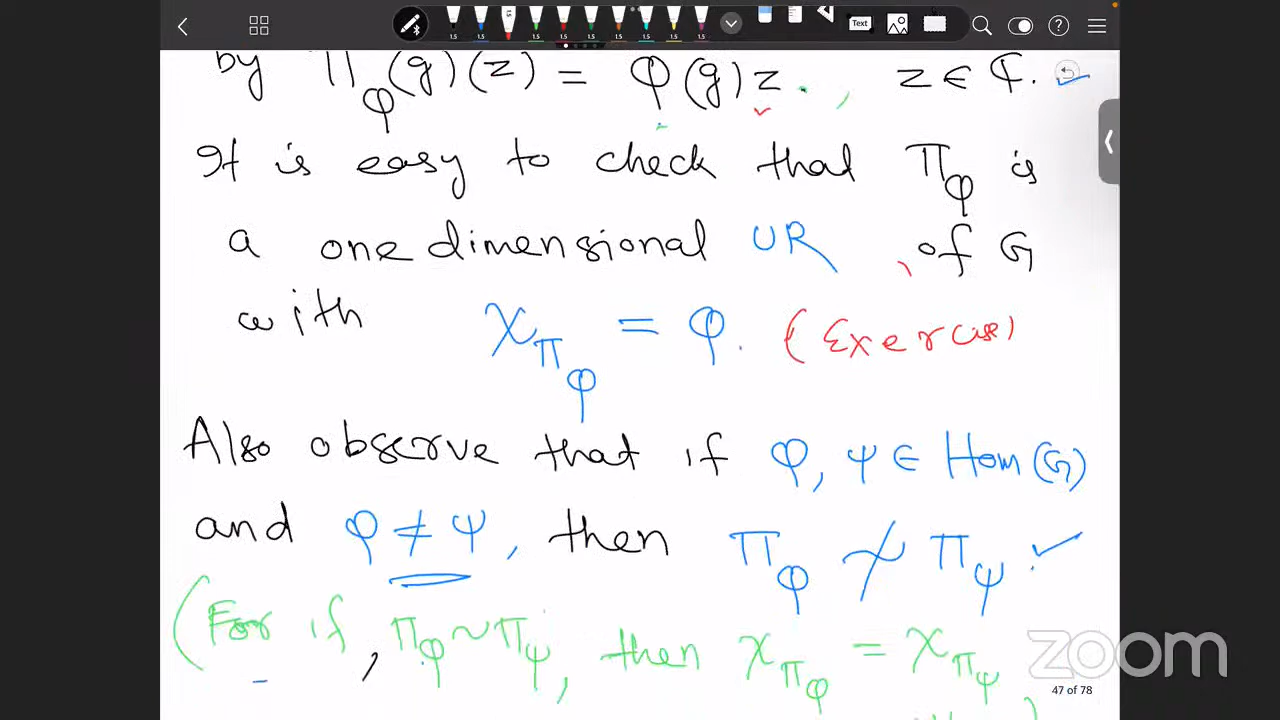 Text
by Π_φ(g)(z) = φ(g)z . , z ∈ ℂ.
It is easy to check that Π_φ is
a one dimensional UR of G
with χ_{Π_φ} = φ. (Exercise)
Also observe that if φ, ψ ∈ Hom(G)
and φ ≠ ψ, then Π_φ ≁ Π_ψ ✓
(For if, Π_φ ~ Π_ψ, then χ_{Π_φ} = χ_{Π_ψ}
zoom
47 of 78